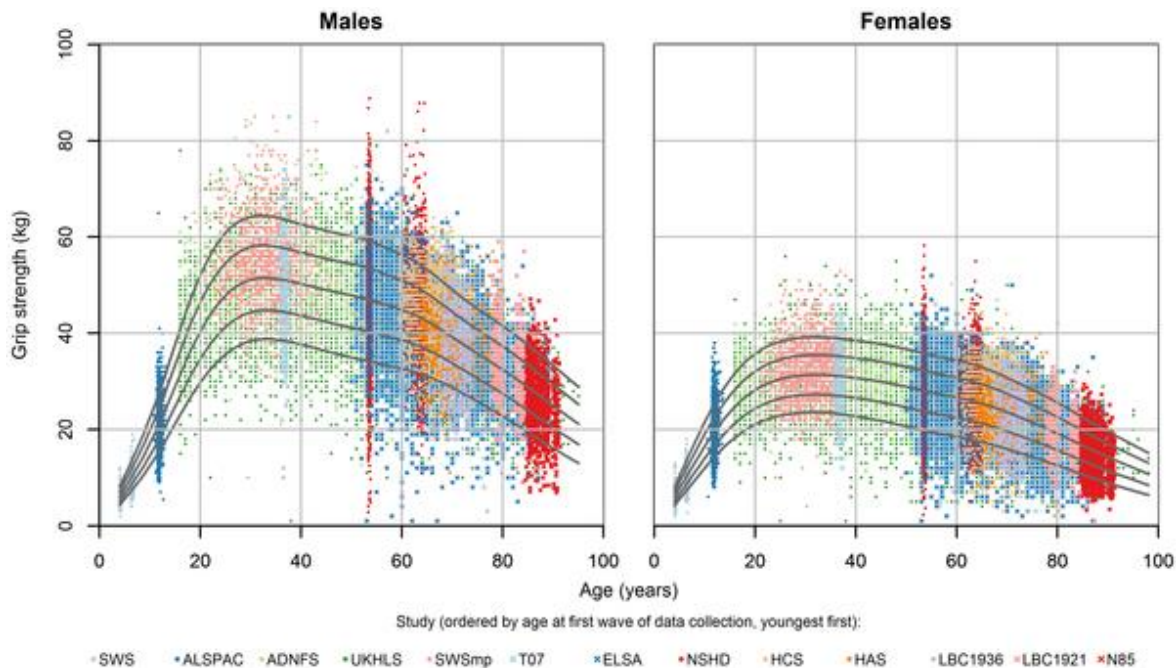 Males Females
100
80
60
40
20
0
Grip strength (kg)
0 20 40 60 80 100 0 20 40 60 80 100
Age (years)
Study (ordered by age at first wave of data collection, youngest first):
SWS ALSPAC ADNFS UKHLS SWSmp T07 ELSA NSHD HCS HAS LBC1936 LBC1921 N85